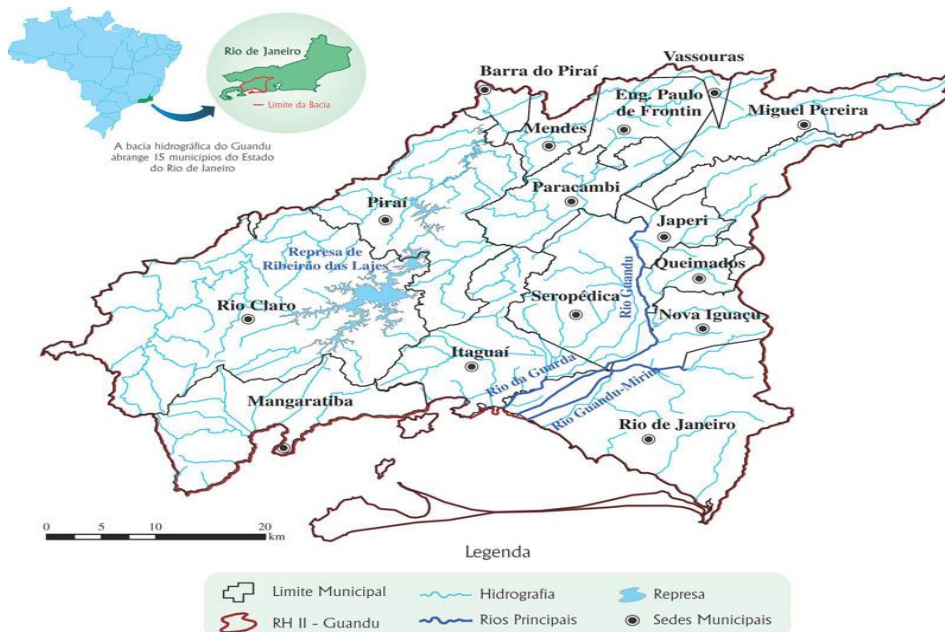 Rio de Janeiro
Limite da Bacia
A bacia hidrográfica do Guandu
abrange 15 municípios do Estado
do Rio de Janeiro
Vassouras
Barra do Piraí
Eng. Paulo
de Frontin
Miguel Pereira
Mendes
Paracambi
Piraí
Japeri
Represa de
Ribeirão das Lajes
Queimados
Rio Guandu
Seropédica
Rio Claro
Nova Iguaçu
Itaguaí
Rio da Guarda
Mangaratiba
Rio Guandu-Mirim
Rio de Janeiro
0 5 10 20
km
Legenda
Limite Municipal
Hidrografia
Represa
RH II - Guandu
Rios Principais
Sedes Municipais